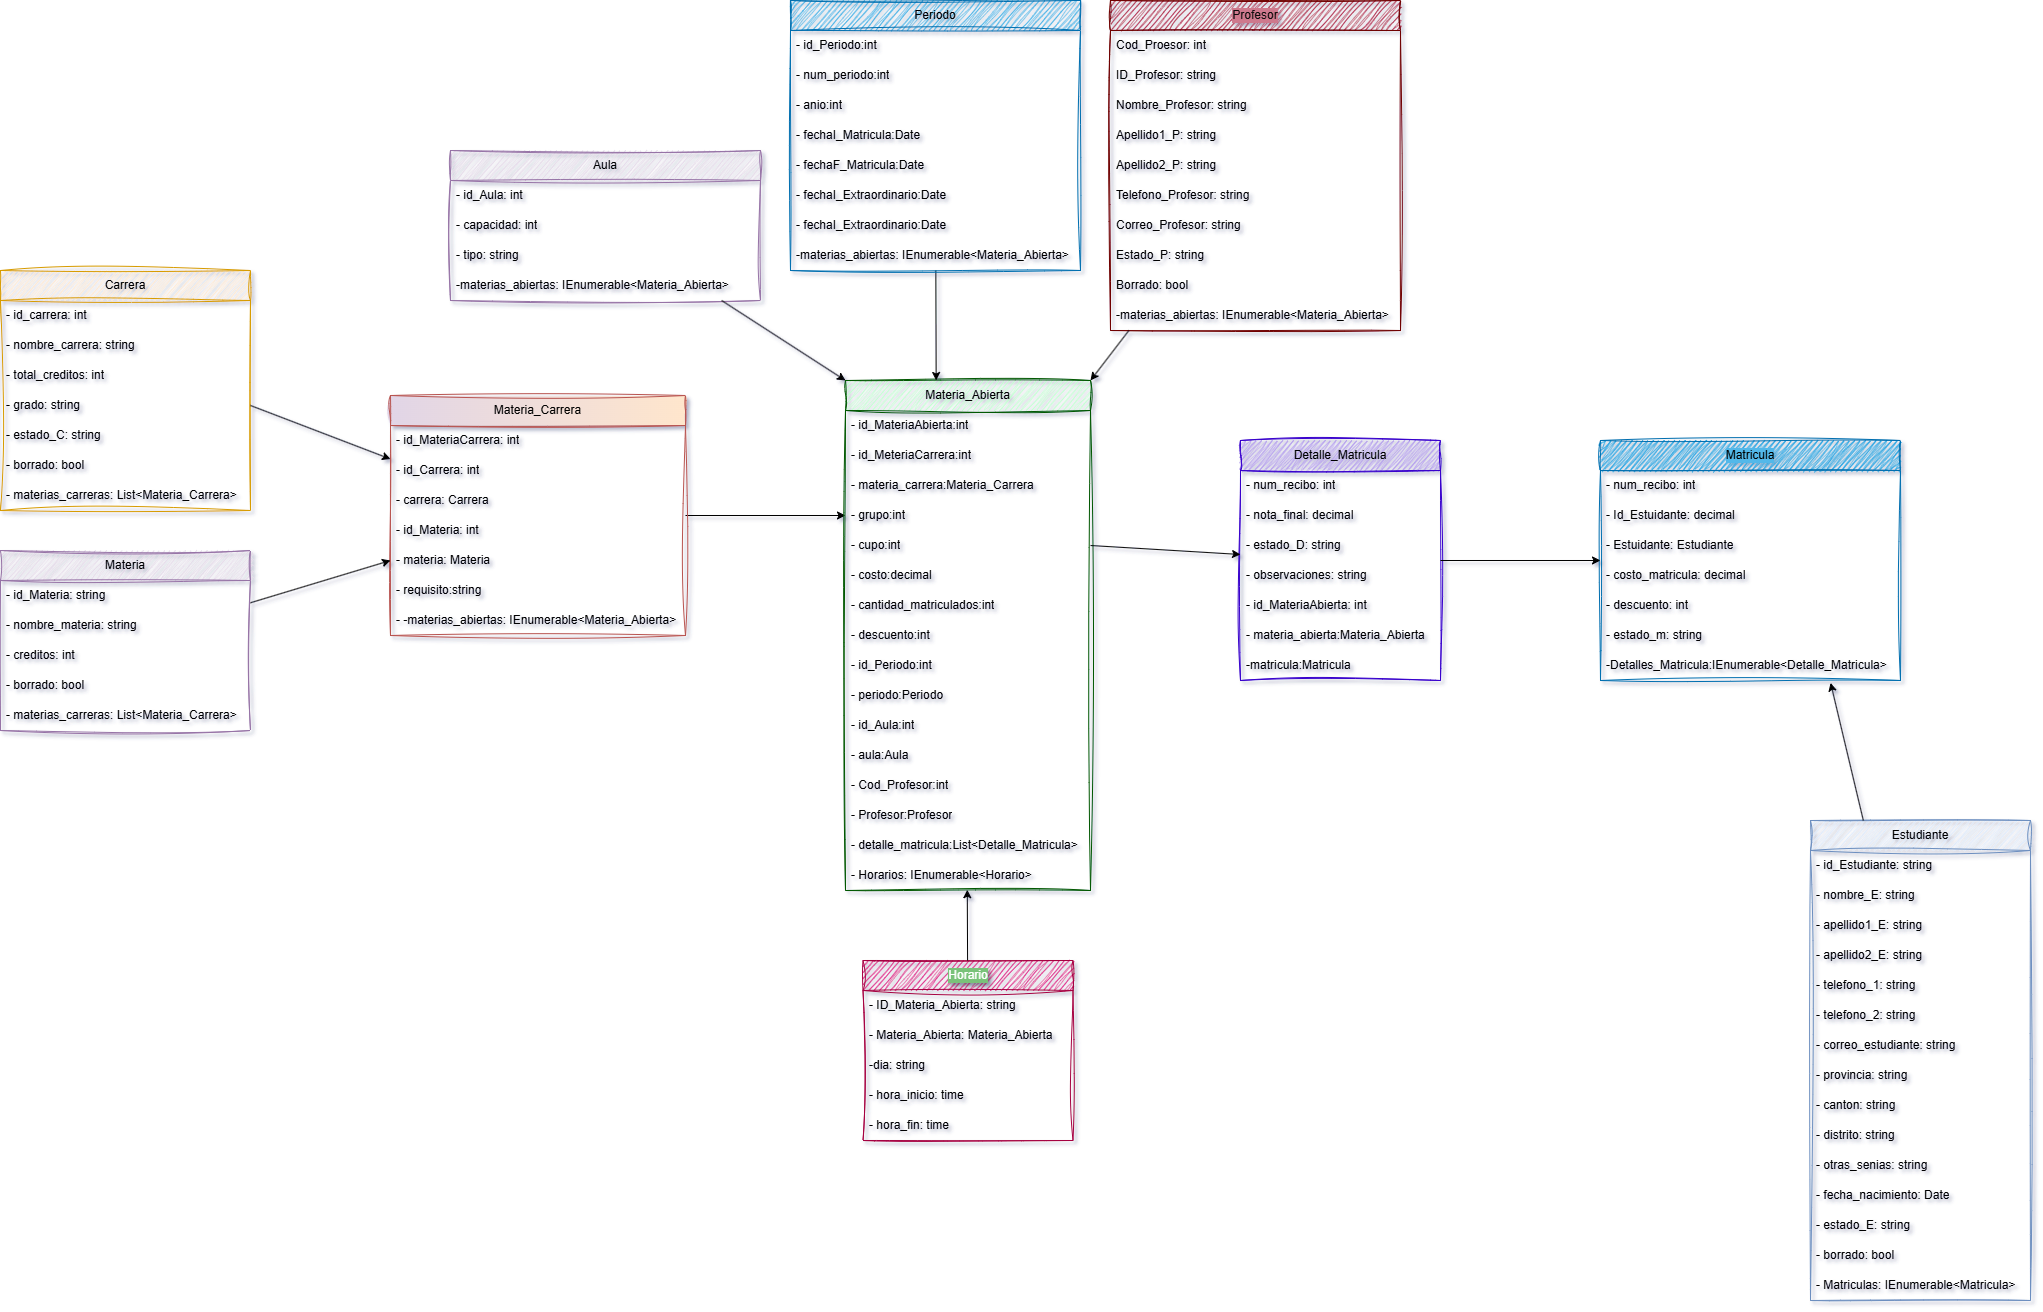 Periodo
- id_Periodo:int
- num_periodo:int
- anio:int
- fechaI_Matricula:Date
- fechaF_Matricula:Date
- fechaI_Extraordinario:Date
- fechaI_Extraordinario:Date
-materias_abiertas: IEnumerable<Materia_Abierta>
Profesor
Cod_Proesor: int
ID_Profesor: string
Nombre_Profesor: string
Apellido1_P: string
Apellido2_P: string
Telefono_Profesor: string
Correo_Profesor: string
Estado_P: string
Borrado: bool
-materias_abiertas: IEnumerable<Materia_Abierta>
Aula
- id_Aula: int
- capacidad: int
- tipo: string
-materias_abiertas: IEnumerable<Materia_Abierta>
Carrera
- id_carrera: int
- nombre_carrera: string
- total_creditos: int
- grado: string
- estado_C: string
- borrado: bool
- materias_carreras: List<Materia_Carrera>
Materia
- id_Materia: string
- nombre_materia: string
- creditos: int
- borrado: bool
- materias_carreras: List<Materia_Carrera>
Materia_Carrera
- id_MateriaCarrera: int
- id_Carrera: int
- carrera: Carrera
- id_Materia: int
- materia: Materia
- requisito:string
- -materias_abiertas: IEnumerable<Materia_Abierta>
Materia_Abierta
- id_MateriaAbierta:int
- id_MeteriaCarrera:int
- materia_carrera:Materia_Carrera
- grupo:int
- cupo:int
- costo:decimal
- cantidad_matriculados:int
- descuento:int
- id_Periodo:int
- periodo:Periodo
- id_Aula:int
- aula:Aula
- Cod_Profesor:int
- Profesor:Profesor
- detalle_matricula:List<Detalle_Matricula>
- Horarios: IEnumerable<Horario>
Detalle_Matricula
- num_recibo: int
- nota_final: decimal
- estado_D: string
- observaciones: string
- id_MateriaAbierta: int
- materia_abierta:Materia_Abierta
-matricula:Matricula
Matricula
- num_recibo: int
- Id_Estuidante: decimal
- Estuidante: Estudiante
- costo_matricula: decimal
- descuento: int
- estado_m: string
-Detalles_Matricula:IEnumerable<Detalle_Matricula>
Horario
- ID_Materia_Abierta: string
- Materia_Abierta: Materia_Abierta
-dia: string
- hora_inicio: time
- hora_fin: time
Estudiante
- id_Estudiante: string
- nombre_E: string
- apellido1_E: string
- apellido2_E: string
- telefono_1: string
- telefono_2: string
- correo_estudiante: string
- provincia: string
- canton: string
- distrito: string
- otras_senias: string
- fecha_nacimiento: Date
- estado_E: string
- borrado: bool
- Matriculas: IEnumerable<Matricula>